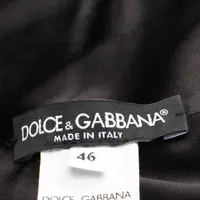 DOLCE & GABBANA®
MADE IN ITALY
46
DOLCE GABBANA